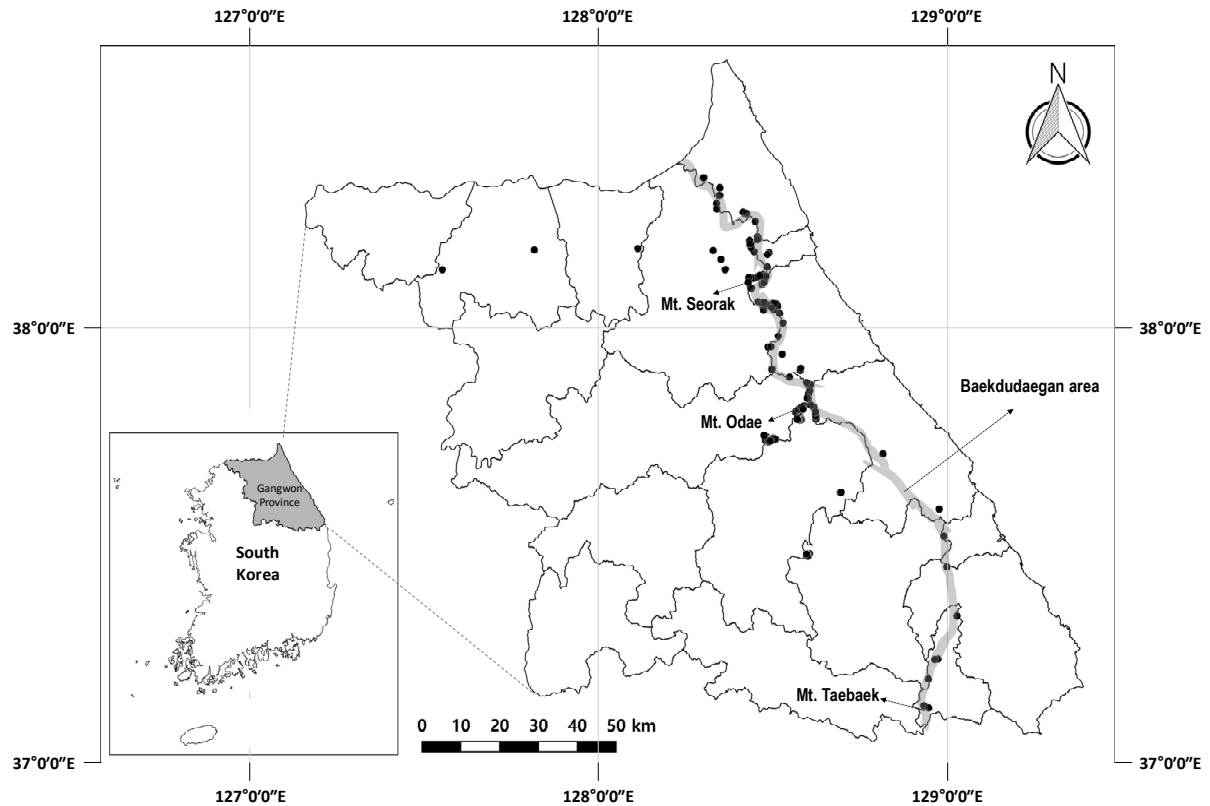 127°0'0"E 128°0'0"E 129°0'0"E
N
Mt. Seorak
38°0'0"E 38°0'0"E
Baekdudaegan area
Mt. Odae
Gangwon
Province
South
Korea
Mt. Taebaek
0 10 20 30 40 50 km
37°0'0"E 37°0'0"E
127°0'0"E 128°0'0"E 129°0'0"E